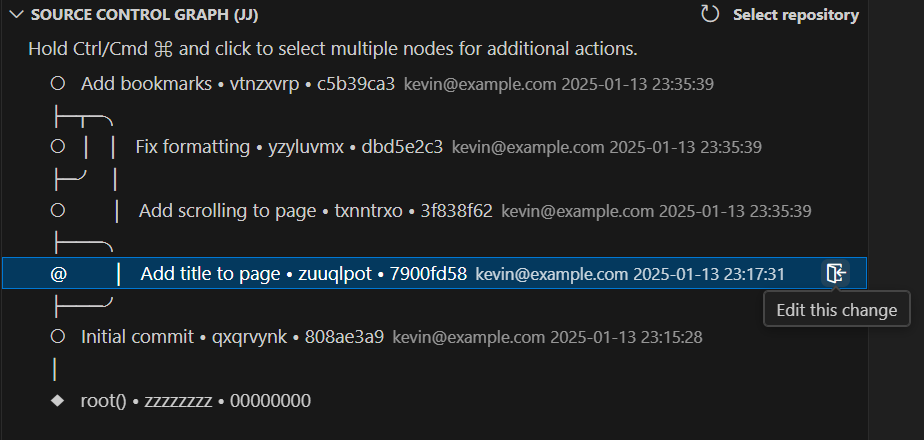 SOURCE CONTROL GRAPH (JJ) Select repository
Hold Ctrl/Cmd ⌘ and click to select multiple nodes for additional actions.
Add bookmarks • vtnzxvrp • c5b39ca3 kevin@example.com 2025-01-13 23:35:39
Fix formatting • yzyluvmx • dbd5e2c3 kevin@example.com 2025-01-13 23:35:39
Add scrolling to page • txnntrxo • 3f838f62 kevin@example.com 2025-01-13 23:35:39
@ Add title to page • zuuqlpot • 7900fd58 kevin@example.com 2025-01-13 23:17:31
Edit this change
Initial commit • qxqrvynk • 808ae3a9 kevin@example.com 2025-01-13 23:15:28
root() • zzzzzzzz • 00000000